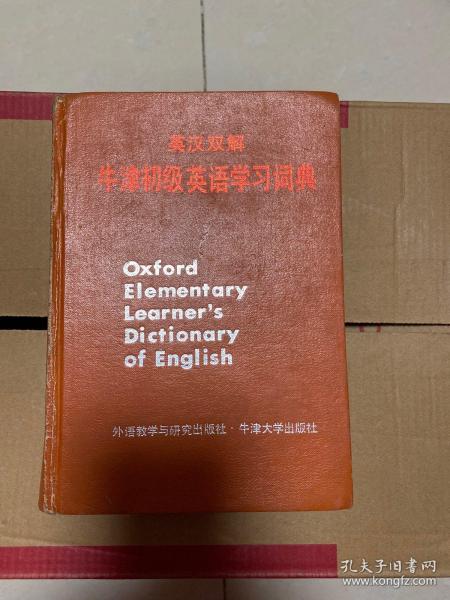 英汉双解
牛津初级英语学习词典
Oxford
Elementary
Learner's
Dictionary
of English
外语教学与研究出版社·牛津大学出版社
孔夫子旧书网
www.kongfz.com